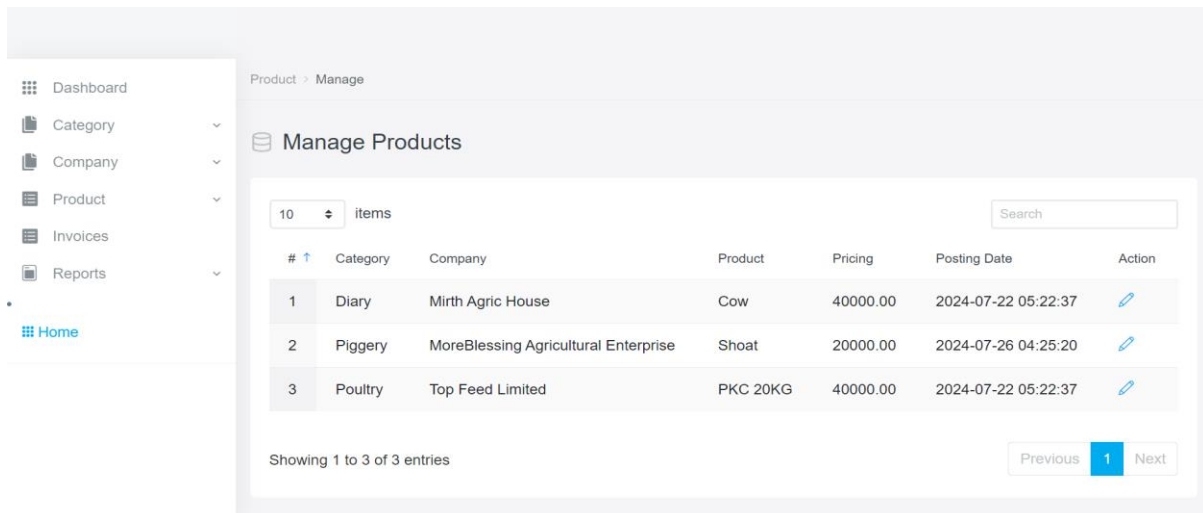 Dashboard
Category
Company
Product
Invoices
Reports
Home
Product > Manage
Manage Products
10 items
Search
# ↑ Category Company Product Pricing Posting Date Action
1 Diary Mirth Agric House Cow 40000.00 2024-07-22 05:22:37
2 Piggery MoreBlessing Agricultural Enterprise Shoat 20000.00 2024-07-26 04:25:20
3 Poultry Top Feed Limited PKC 20KG 40000.00 2024-07-22 05:22:37
Showing 1 to 3 of 3 entries
Previous 1 Next